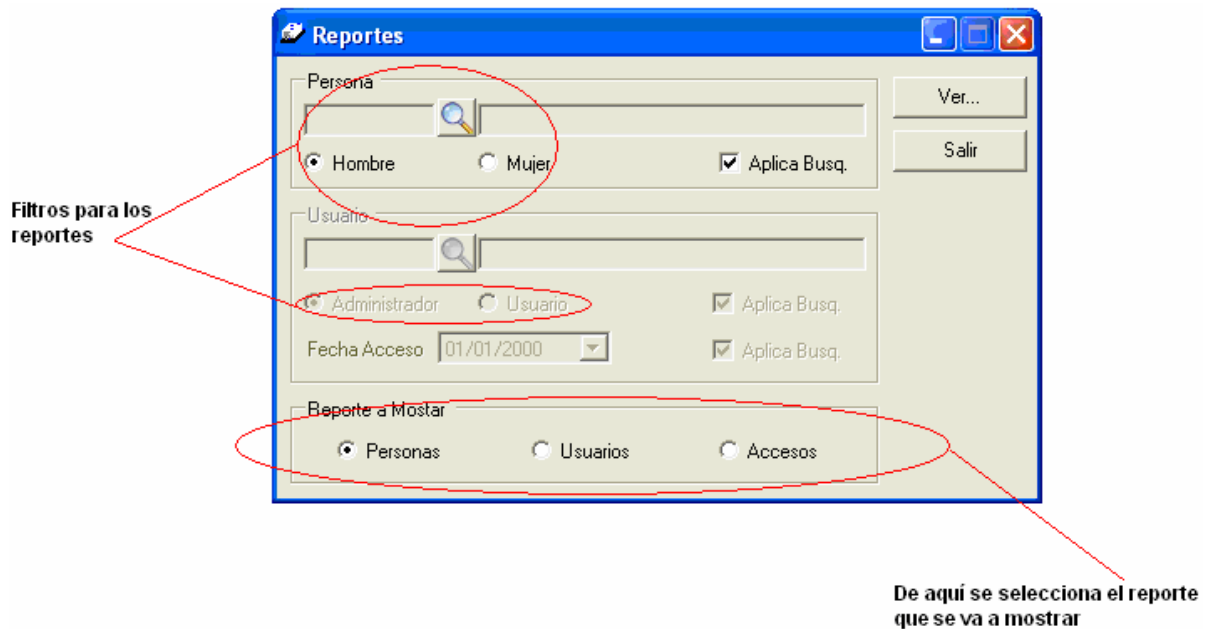 Reportes
Persona
Ver...
Hombre Mujer Aplica Busq.
Salir
Filtros para los
reportes
Usuario
Administrador Usuario Aplica Busq.
Fecha Acceso 01/01/2000 Aplica Busq.
Reporte a Mostar
Personas Usuarios Accesos
De aquí se selecciona el reporte
que se va a mostrar